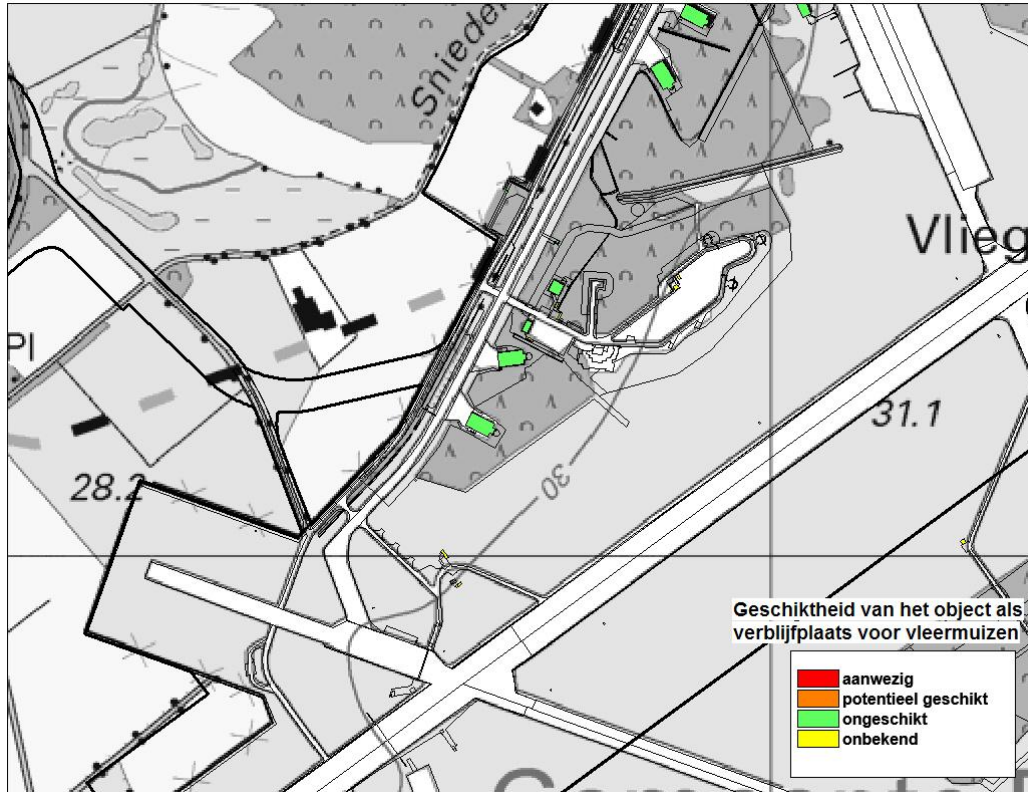 Snieder
Vlieg
Pl
31.1
28.2
30
Geschiktheid van het object als
verblijfplaats voor vleermuizen
aanwezig
potentieel geschikt
ongeschikt
onbekend